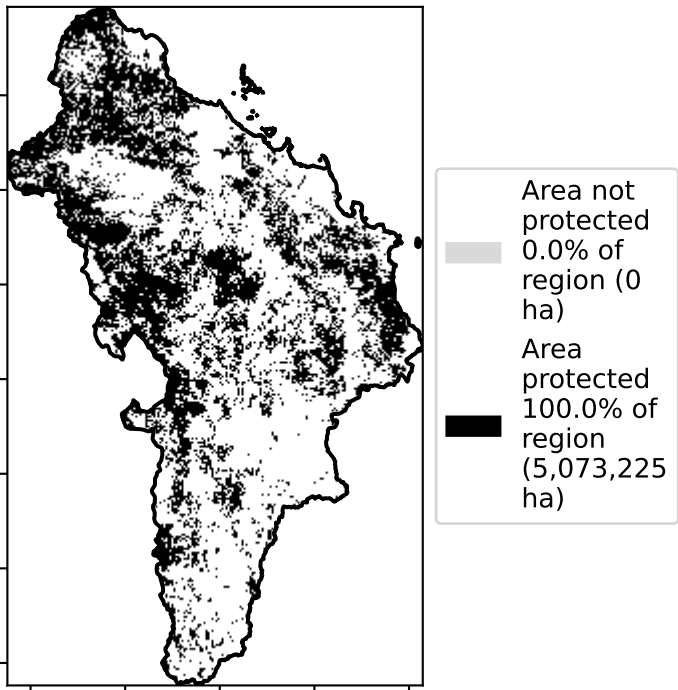 Area not
protected
0.0% of
region (0
ha)
Area
protected
100.0% of
region
(5,073,225
ha)